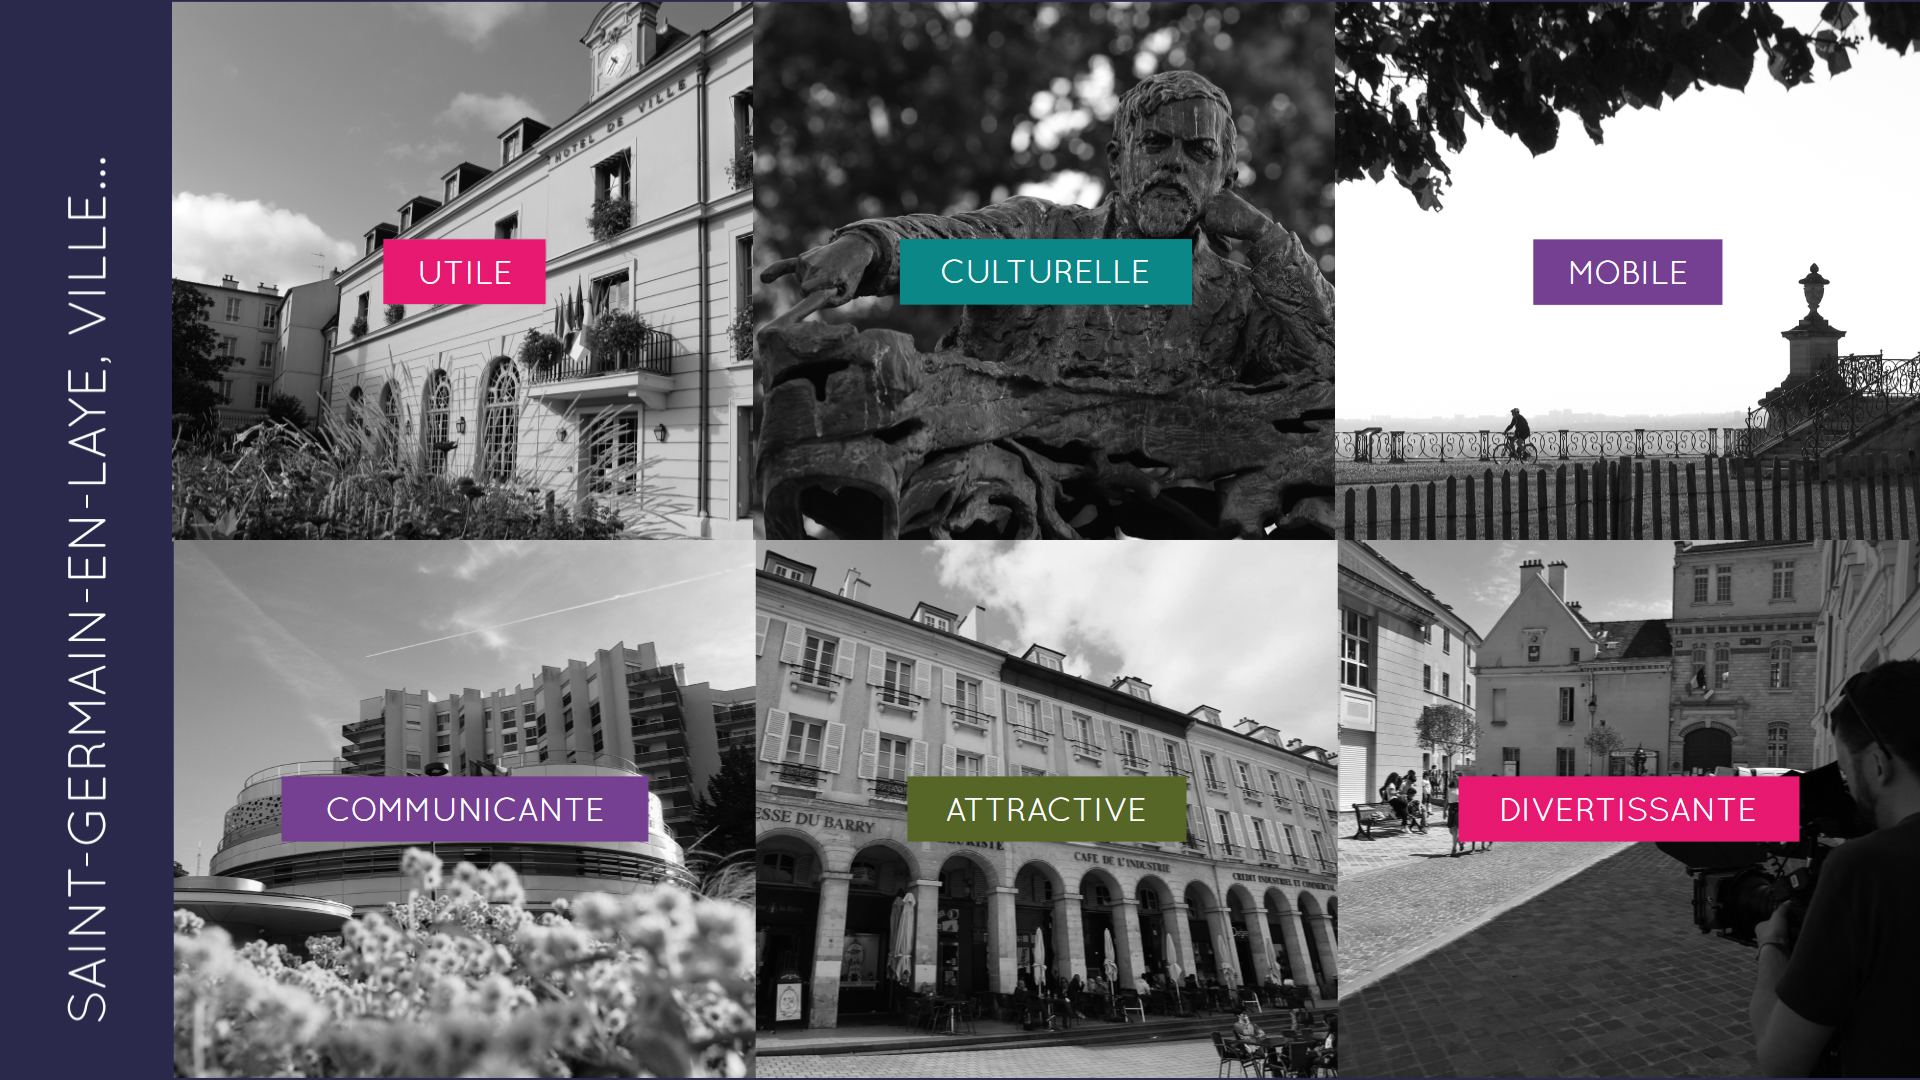 SAINT-GERMAIN-EN-LAYE, VILLE...
HOTEL DE VILLE
UTILE
CULTURELLE
MOBILE
COMMUNICANTE
ESSE DU BARRY
CAFE DE L'INDUSTRIE
CREDIT INDUSTRIEL ET COMMERCIAL
ATTRACTIVE
DIVERTISSANTE